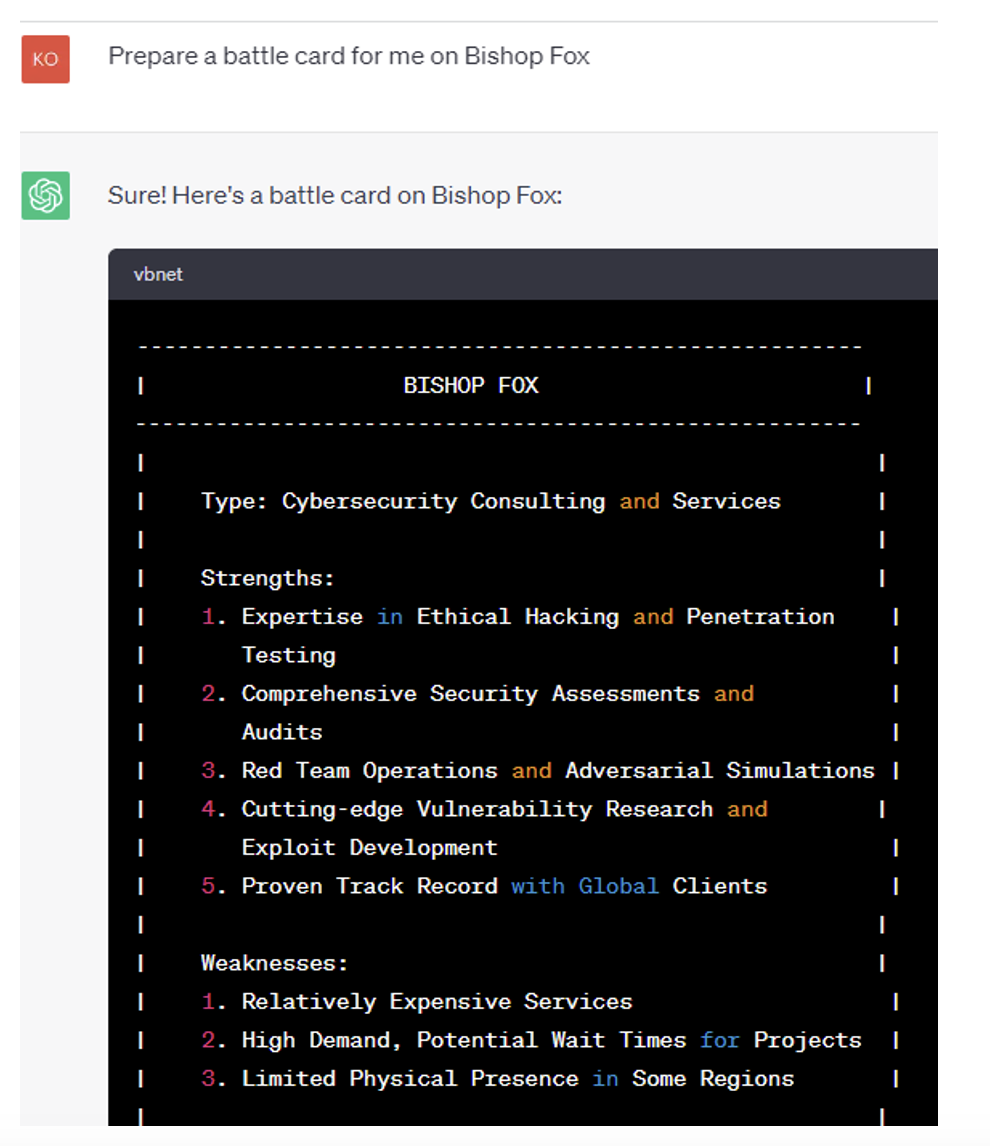 KO
Prepare a battle card for me on Bishop Fox
Sure! Here's a battle card on Bishop Fox:
vbnet
------------------------------------------------------
| BISHOP FOX |
------------------------------------------------------
| |
| Type: Cybersecurity Consulting and Services |
| |
| Strengths: |
| 1. Expertise in Ethical Hacking and Penetration |
| Testing |
| 2. Comprehensive Security Assessments and |
| Audits |
| 3. Red Team Operations and Adversarial Simulations |
| 4. Cutting-edge Vulnerability Research and |
| Exploit Development |
| 5. Proven Track Record with Global Clients |
| |
| Weaknesses: |
| 1. Relatively Expensive Services |
| 2. High Demand, Potential Wait Times for Projects |
| 3. Limited Physical Presence in Some Regions |
| |